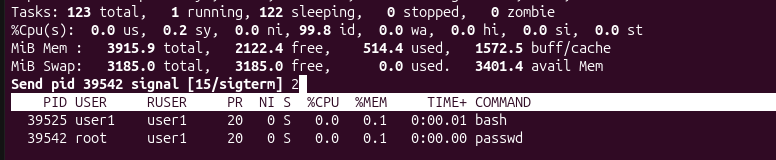 Tasks: 123 total,   1 running, 122 sleeping,   0 stopped,   0 zombie
%Cpu(s):  0.0 us,  0.2 sy,  0.0 ni, 99.8 id,  0.0 wa,  0.0 hi,  0.0 si,  0.0 st
MiB Mem :   3915.9 total,   2122.4 free,    514.4 used,   1572.5 buff/cache
MiB Swap:   3185.0 total,   3185.0 free,      0.0 used.   3401.4 avail Mem
Send pid 39542 signal [15/sigterm] 2
    PID USER     RUSER     PR  NI S  %CPU  %MEM     TIME+ COMMAND
  39525 user1    user1     20   0 S   0.0   0.1   0:00.01 bash
  39542 root     user1     20   0 S   0.0   0.1   0:00.00 passwd